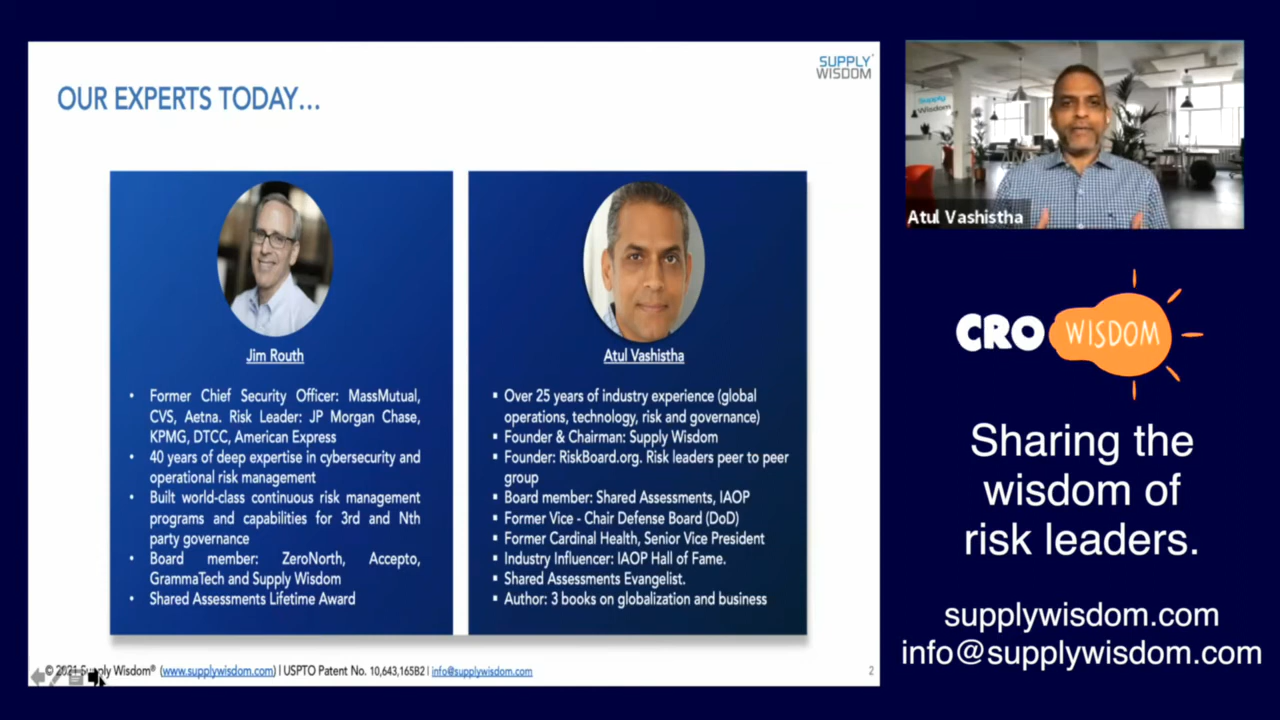 SUPPLY
WISDOM
OUR EXPERTS TODAY...
Jim Routh
• Former Chief Security Officer: MassMutual,
CVS, Aetna. Risk Leader: JP Morgan Chase,
KPMG, DTCC, American Express
• 40 years of deep expertise in cybersecurity and
operational risk management
• Built world-class continuous risk management
programs and capabilities for 3rd and Nth
party governance
• Board member: ZeroNorth, Accepto,
GrammaTech and Supply Wisdom
• Shared Assessments Lifetime Award
Atul Vashistha
▪ Over 25 years of industry experience (global
operations, technology, risk and governance)
▪ Founder & Chairman: Supply Wisdom
▪ Founder: RiskBoard.org. Risk leaders peer to peer
group
▪ Board member: Shared Assessments, IAOP
▪ Former Vice - Chair Defense Board (DoD)
▪ Former Cardinal Health, Senior Vice President
▪ Industry Influencer: IAOP Hall of Fame.
▪ Shared Assessments Evangelist.
▪ Author: 3 books on globalization and business
© 2021 Supply Wisdom® (www.supplywisdom.com) | USPTO Patent No. 10,643,165B2 | info@supplywisdom.com
2
Supply
Wisdom
Atul Vashistha
CRO WISDOM
Sharing the
wisdom of
risk leaders.
supplywisdom.com
info@supplywisdom.com